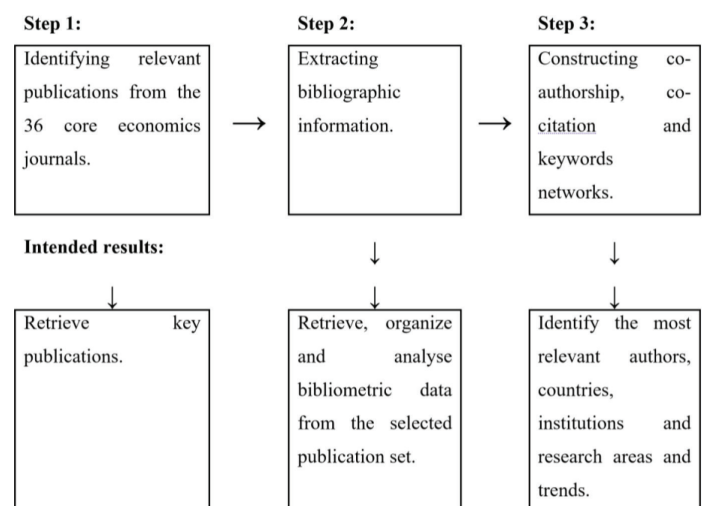 Step 1:
Identifying relevant
publications from the
36 core economics
journals.
→
Step 2:
Extracting
bibliographic
information.
→
Step 3:
Constructing co-
authorship, co-
citation and
keywords
networks.
Intended results:
↓
↓
↓
↓
↓
Retrieve key
publications.
Retrieve, organize
and analyse
bibliometric data
from the selected
publication set.
Identify the most
relevant authors,
countries,
institutions and
research areas and
trends.